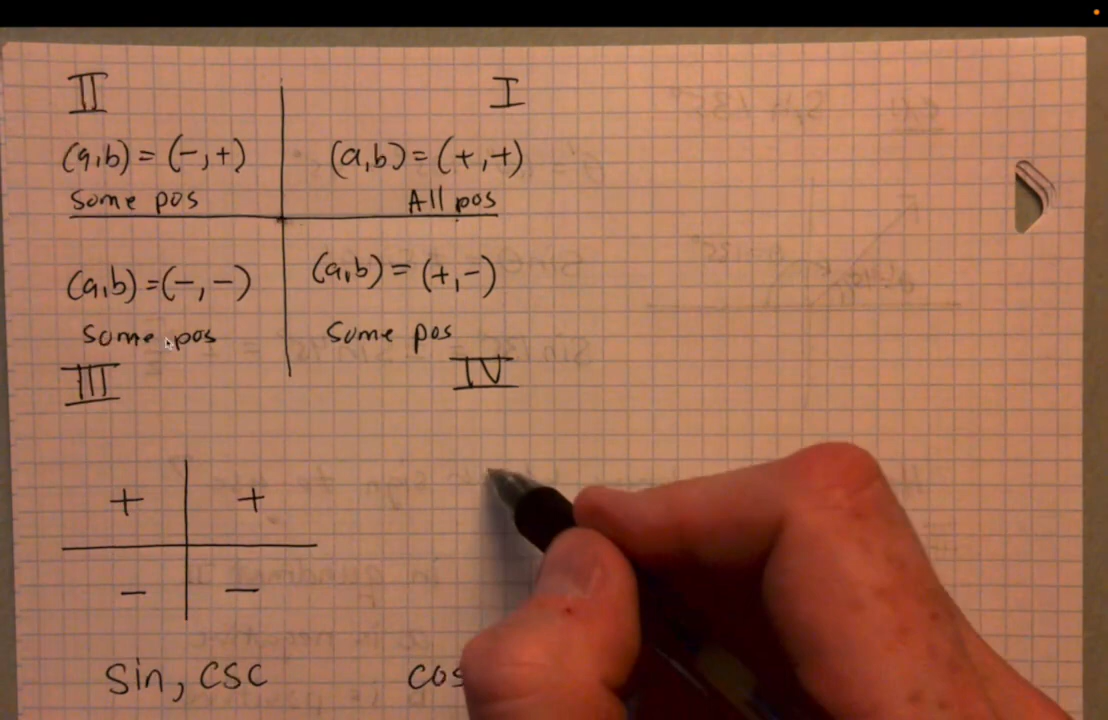 II
I
(a,b) = (-,+)
(a,b) = (+,+)
Some pos
All pos
(a,b) = (-,-)
(a,b) = (+,-)
Some pos
Some pos
III
IV
+ +
- -
sin, csc
cos